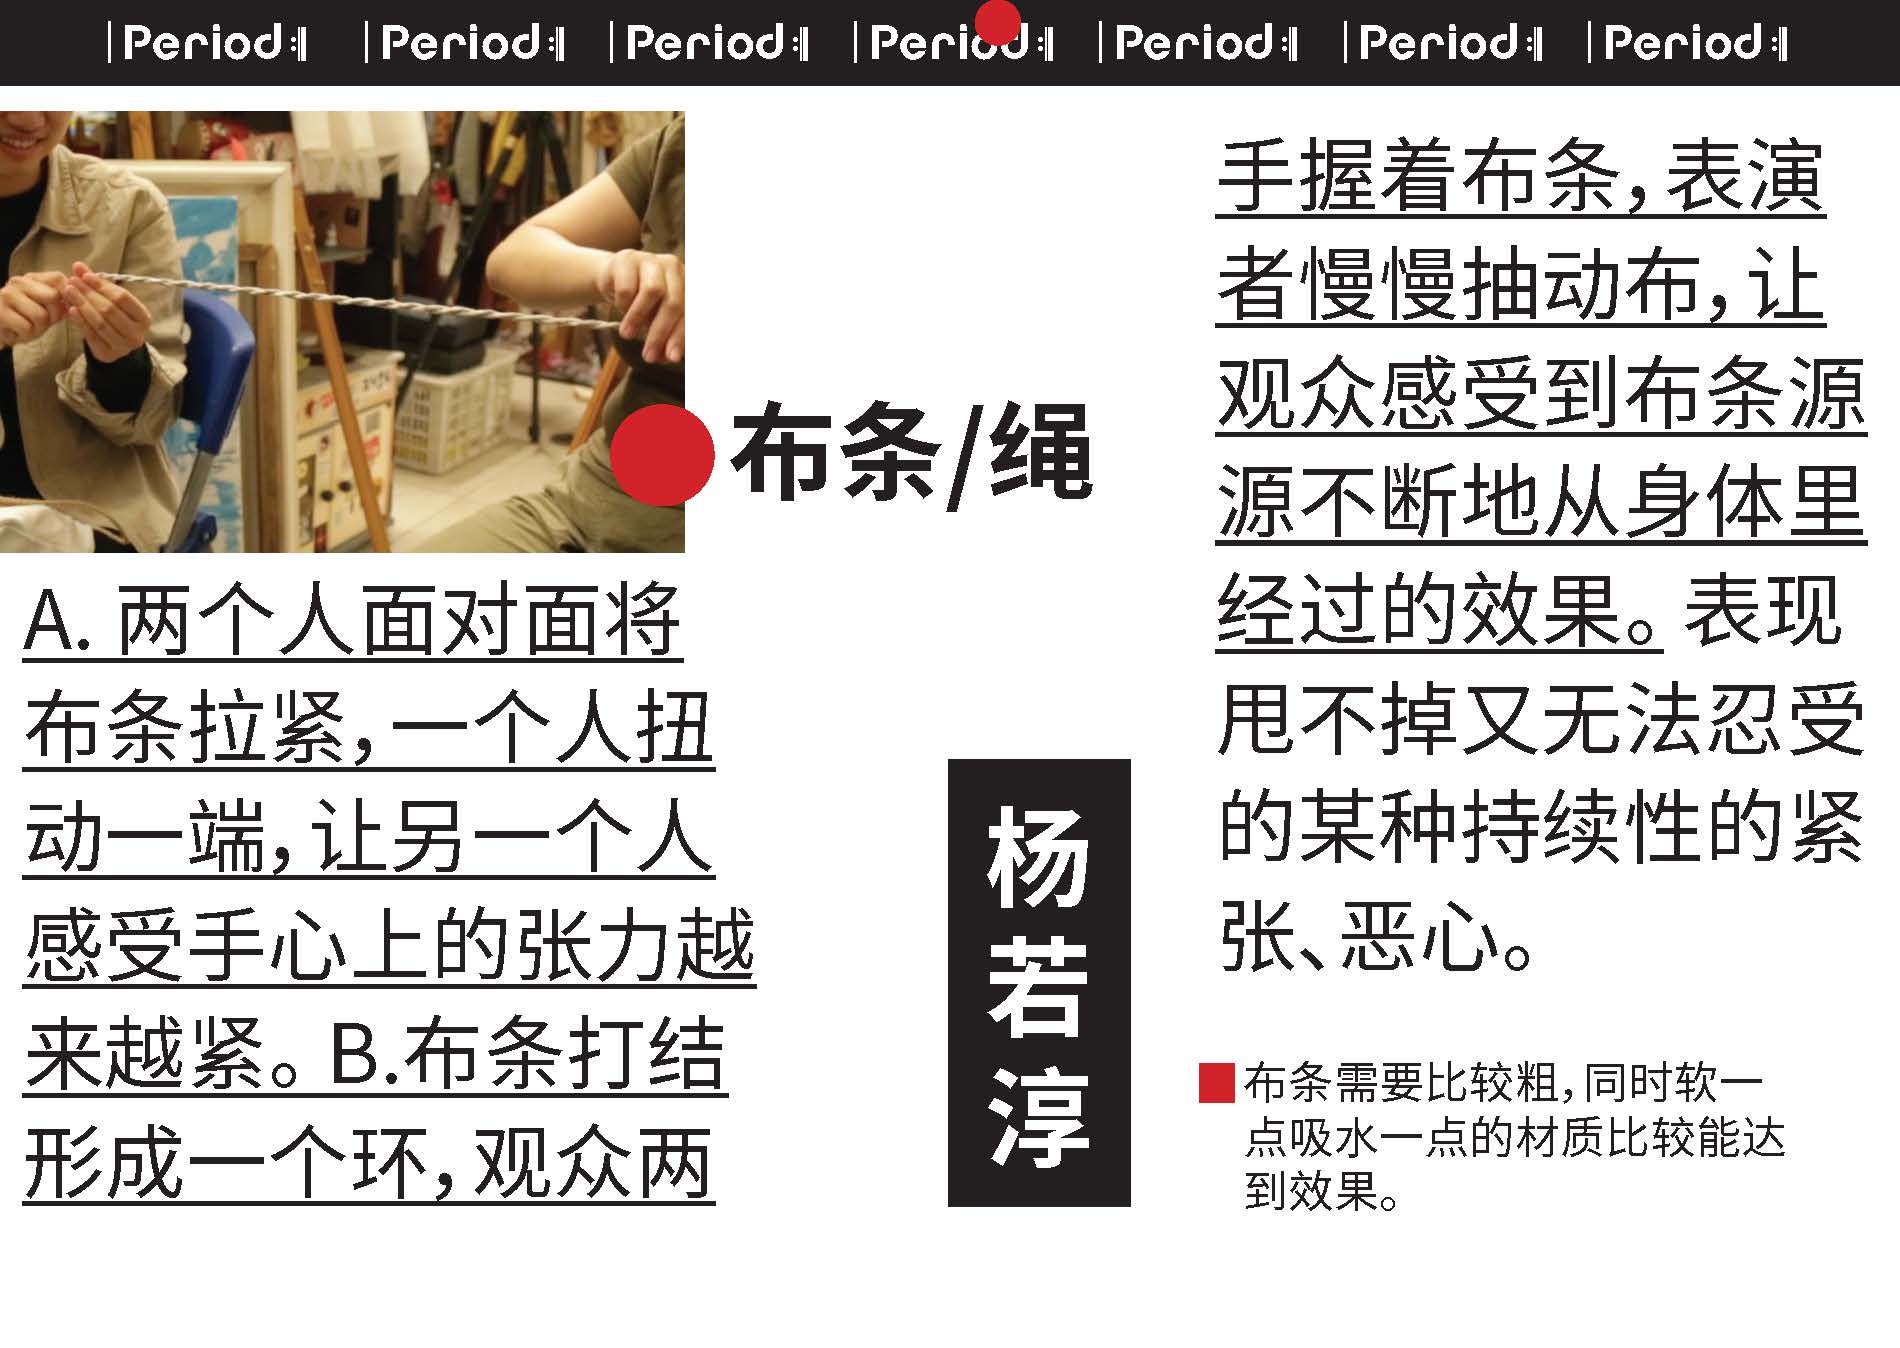 Period Period Period Period Period Period Period
布条/绳
A. 两个人面对面将
布条拉紧，一个人扭
动一端，让另一个人
感受手心上的张力越
来越紧。B.布条打结
形成一个环，观众两
手握着布条，表演
者慢慢抽动布，让
观众感受到布条源
源不断地从身体里
经过的效果。表现
甩不掉又无法忍受
的某种持续性的紧
张、恶心。
杨若淳
布条需要比较粗，同时软一
点吸水一点的材质比较能达
到效果。